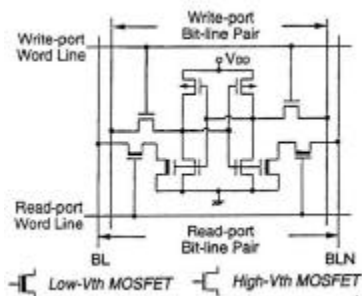 Write-port
Word Line
Write-port
Bit-line Pair
VDD
Read-port
Word Line
Read-port
Bit-line Pair
BL
BLN
Low-Vth MOSFET
High-Vth MOSFET